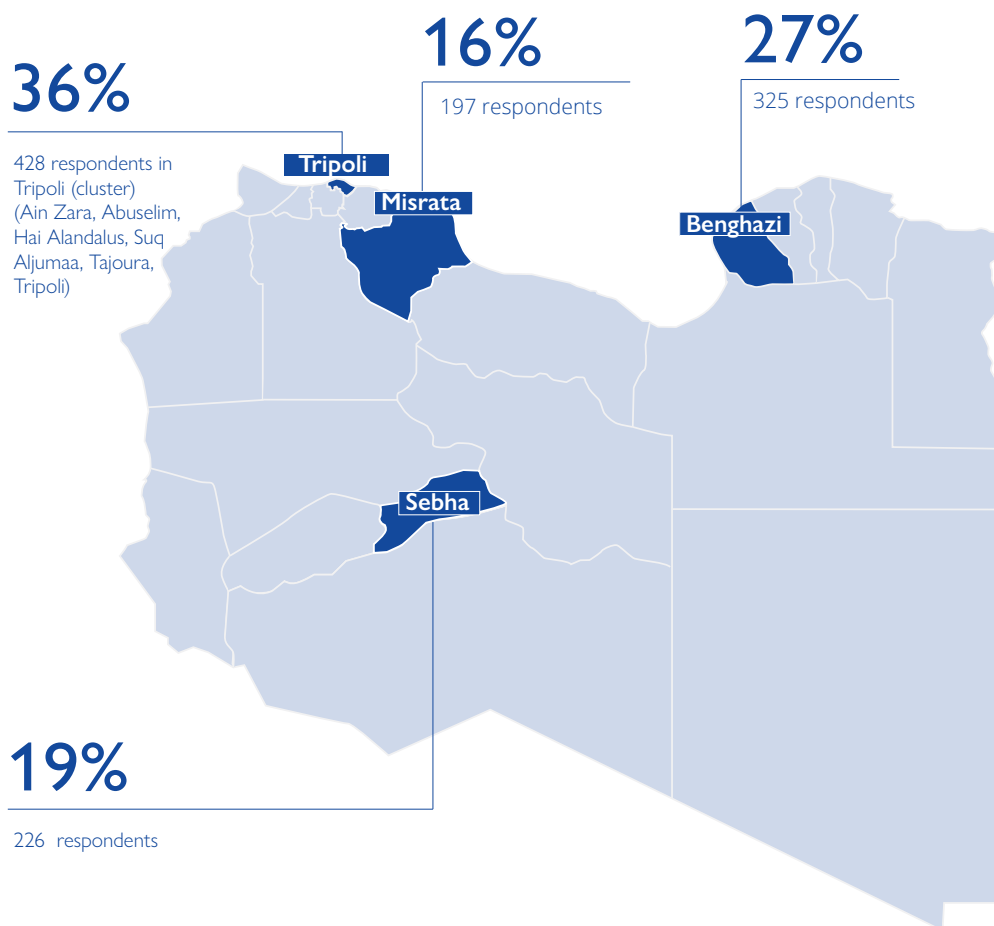 36%
428 respondents in
Tripoli (cluster)
(Ain Zara, Abuselim,
Hai Alandalus, Suq
Aljumaa, Tajoura,
Tripoli)
Tripoli
16%
197 respondents
Misrata
27%
325 respondents
Benghazi
Sebha
19%
226 respondents